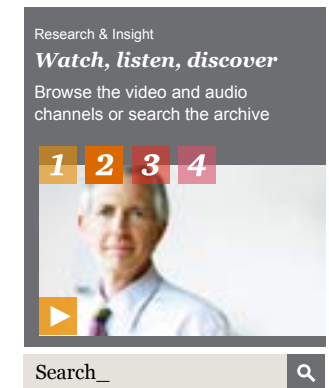 Research & Insight
Watch, listen, discover
Browse the video and audio
channels or search the archive
1 2 3 4
Search_